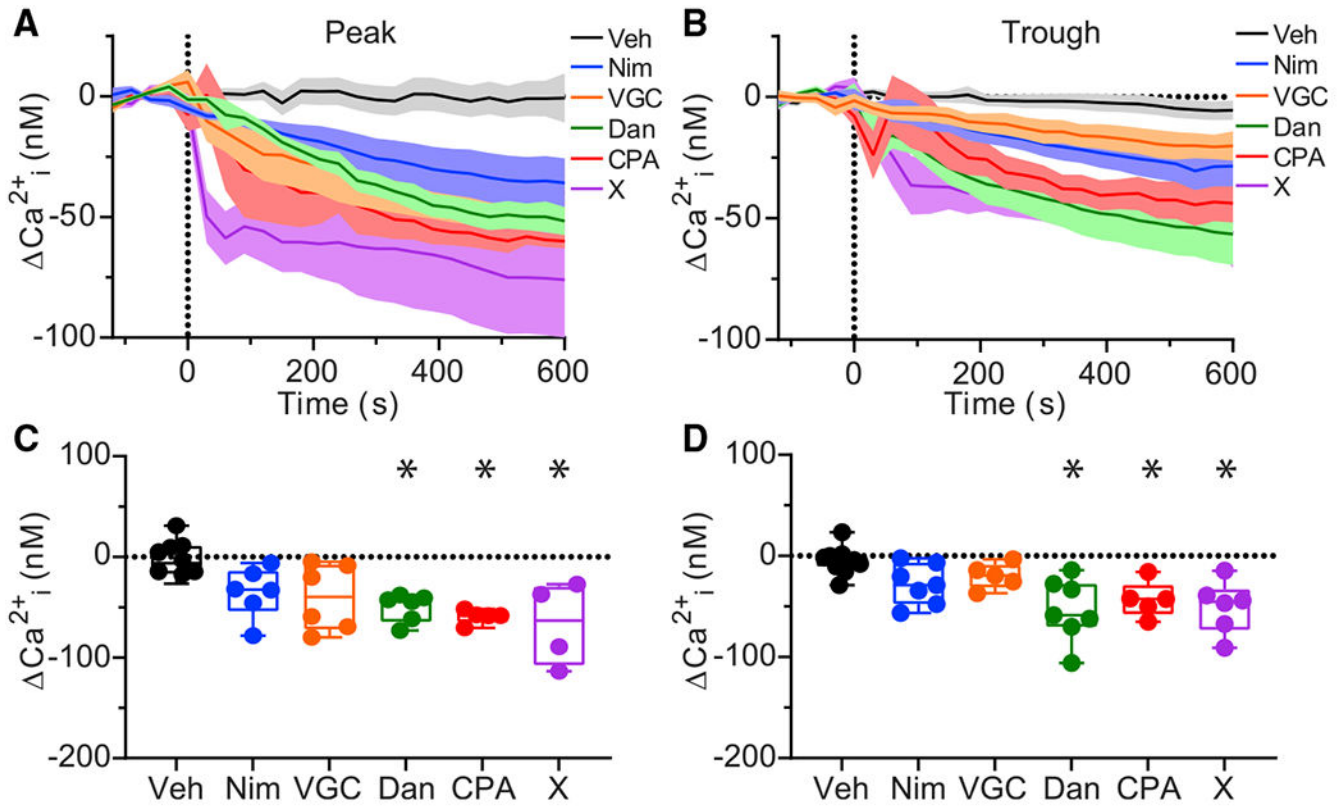 A
Peak
Veh
Nim
VGC
Dan
CPA
X
0
-50
-100
ΔCa²⁺ᵢ (nM)
0
200
400
600
Time (s)
B
Trough
Veh
Nim
VGC
Dan
CPA
X
0
-50
-100
ΔCa²⁺ᵢ (nM)
0
200
400
600
Time (s)
C
100
0
-100
-200
ΔCa²⁺ᵢ (nM)
* * *
Veh Nim VGC Dan CPA X
D
100
0
-100
-200
ΔCa²⁺ᵢ (nM)
* * *
Veh Nim VGC Dan CPA X